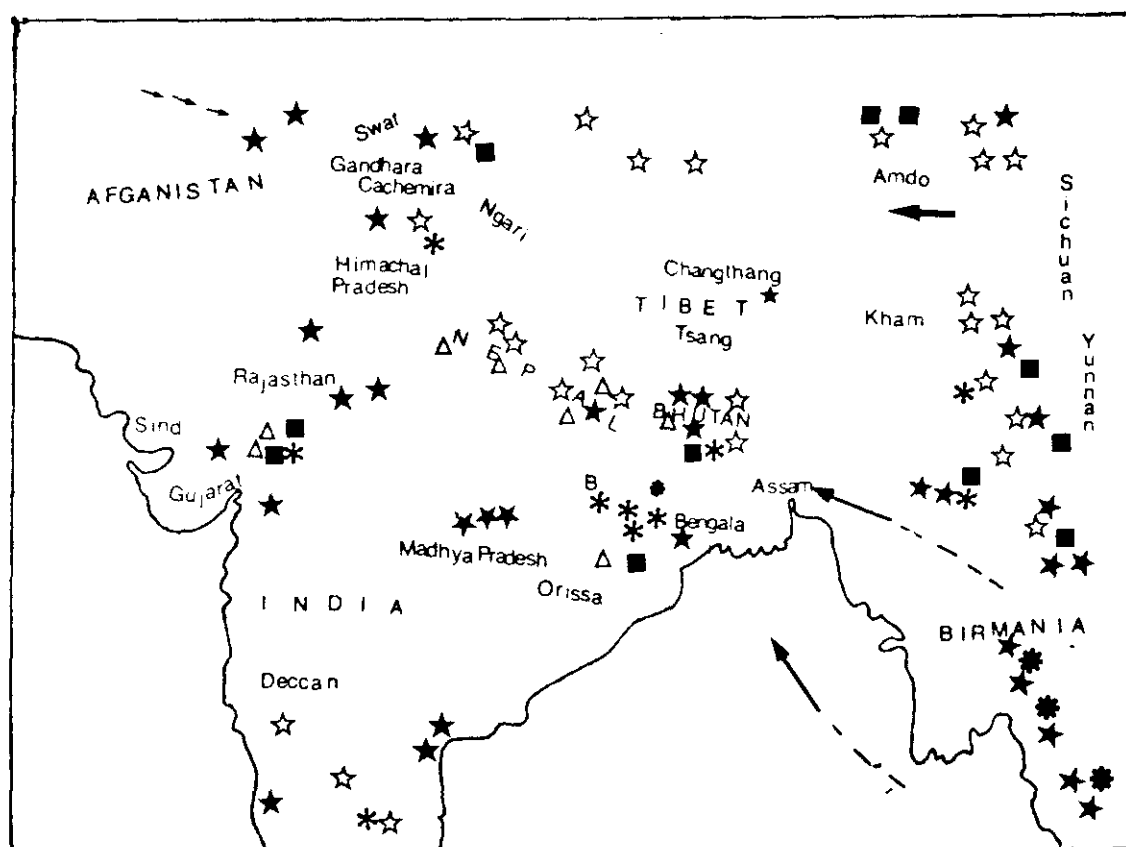 Swat
Gandhara
Cachemira
AFGANISTAN
Ngari
Amdo
Sichuan
Himachal
Pradesh
Changthang
TIBET
Tsang
Kham
Yunnan
NEPAL
Rajasthan
BHUTAN
Sind
Gujarat
B
Assam
Bengala
Madhya Pradesh
Orissa
INDIA
BIRMANIA
Deccan